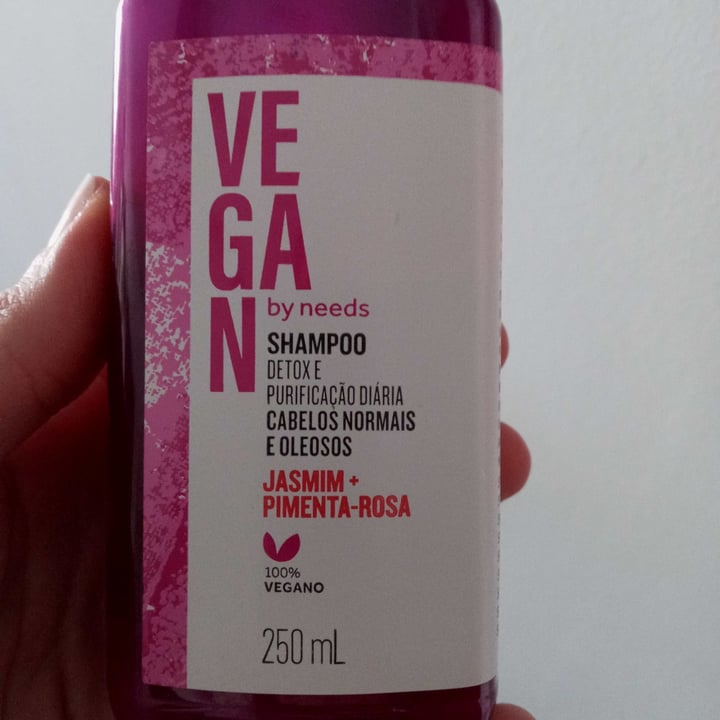 VE
GA
N
by needs
SHAMPOO
DETOX E
PURIFICAÇÃO DIÁRIA
CABELOS NORMAIS
E OLEOSOS
JASMIM +
PIMENTA-ROSA
100%
VEGANO
250 mL